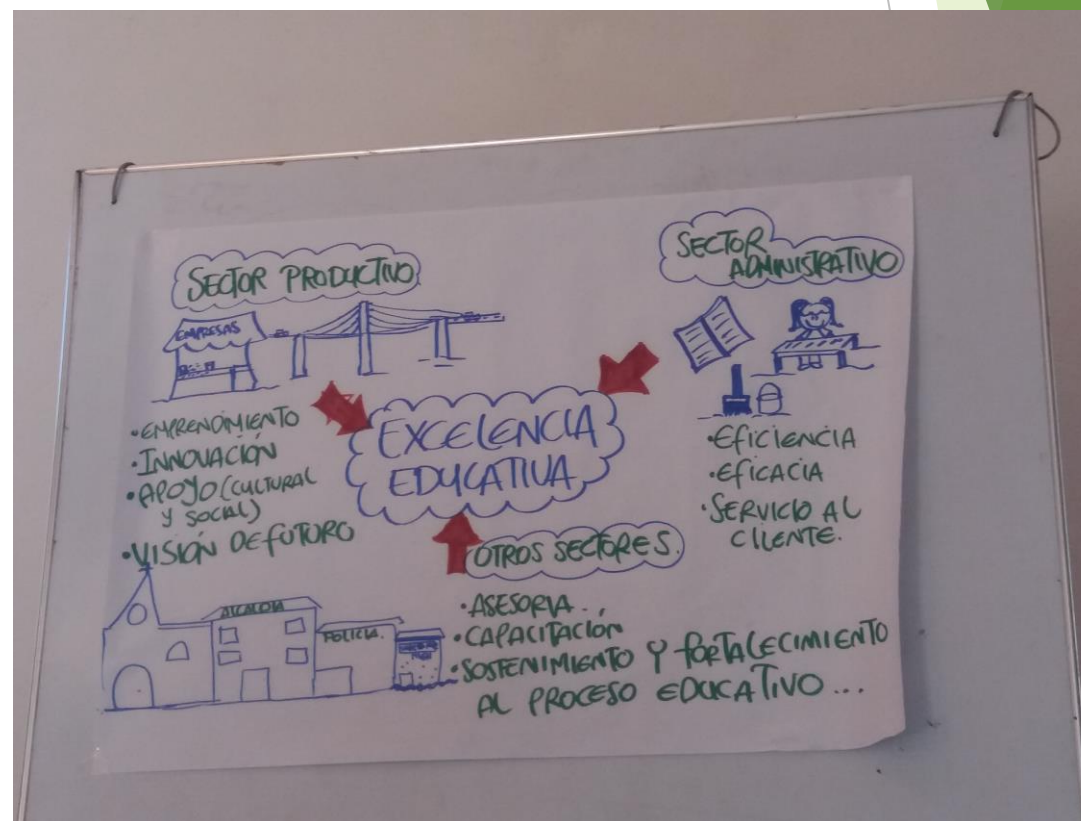 SECTOR PRODUCTIVO
EMPRESAS
• EMPRENDIMIENTO
• INNOVACIÓN
• APOYO (CULTURAL
Y SOCIAL)
• VISIÓN DE FUTURO
SECTOR
ADMINISTRATIVO
• EFICIENCIA
• EFICACIA
• SERVICIO AL
CLIENTE.
EXCELENCIA
EDUCATIVA
OTROS SECTORES.
• ASESORIA..
• CAPACITACIÓN
• SOSTENIMIENTO Y FORTALECIMIENTO
AL PROCESO EDUCATIVO...
ALCALDIA
POLICIA.